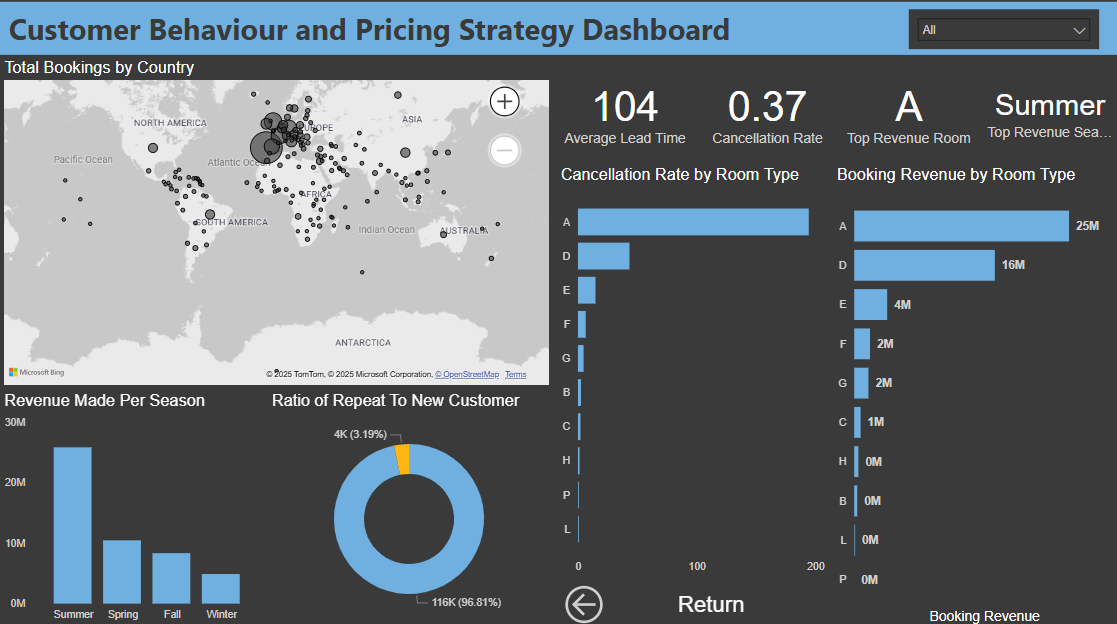 Customer Behaviour and Pricing Strategy Dashboard
All
Total Bookings by Country
NORTH AMERICA
EUROPE
ASIA
Pacific Ocean
Atlantic Ocean
AFRICA
SOUTH AMERICA
Indian Ocean
AUSTRALIA
ANTARCTICA
Microsoft Bing
© 2025 TomTom, © 2025 Microsoft Corporation, © OpenStreetMap Terms
104
Average Lead Time
0.37
Cancellation Rate
A
Top Revenue Room
Summer
Top Revenue Sea...
Cancellation Rate by Room Type
A
D
E
F
G
B
C
H
P
L
0 100 200
Booking Revenue by Room Type
A 25M
D 16M
E 4M
F 2M
G 2M
C 1M
H 0M
B 0M
L 0M
P 0M
Booking Revenue
Revenue Made Per Season
30M
20M
10M
0M
Summer Spring Fall Winter
Ratio of Repeat To New Customer
4K (3.19%)
116K (96.81%)
Return